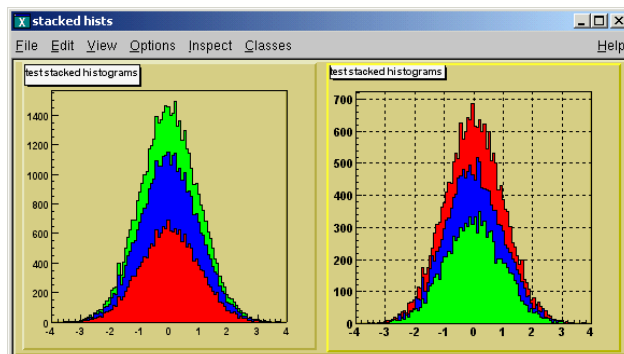 stacked hists
File Edit View Options Inspect Classes Help
test stacked histograms
1400
1200
1000
800
600
400
200
0
-4 -3 -2 -1 0 1 2 3 4
test stacked histograms
700
600
500
400
300
200
100
0
-4 -3 -2 -1 0 1 2 3 4